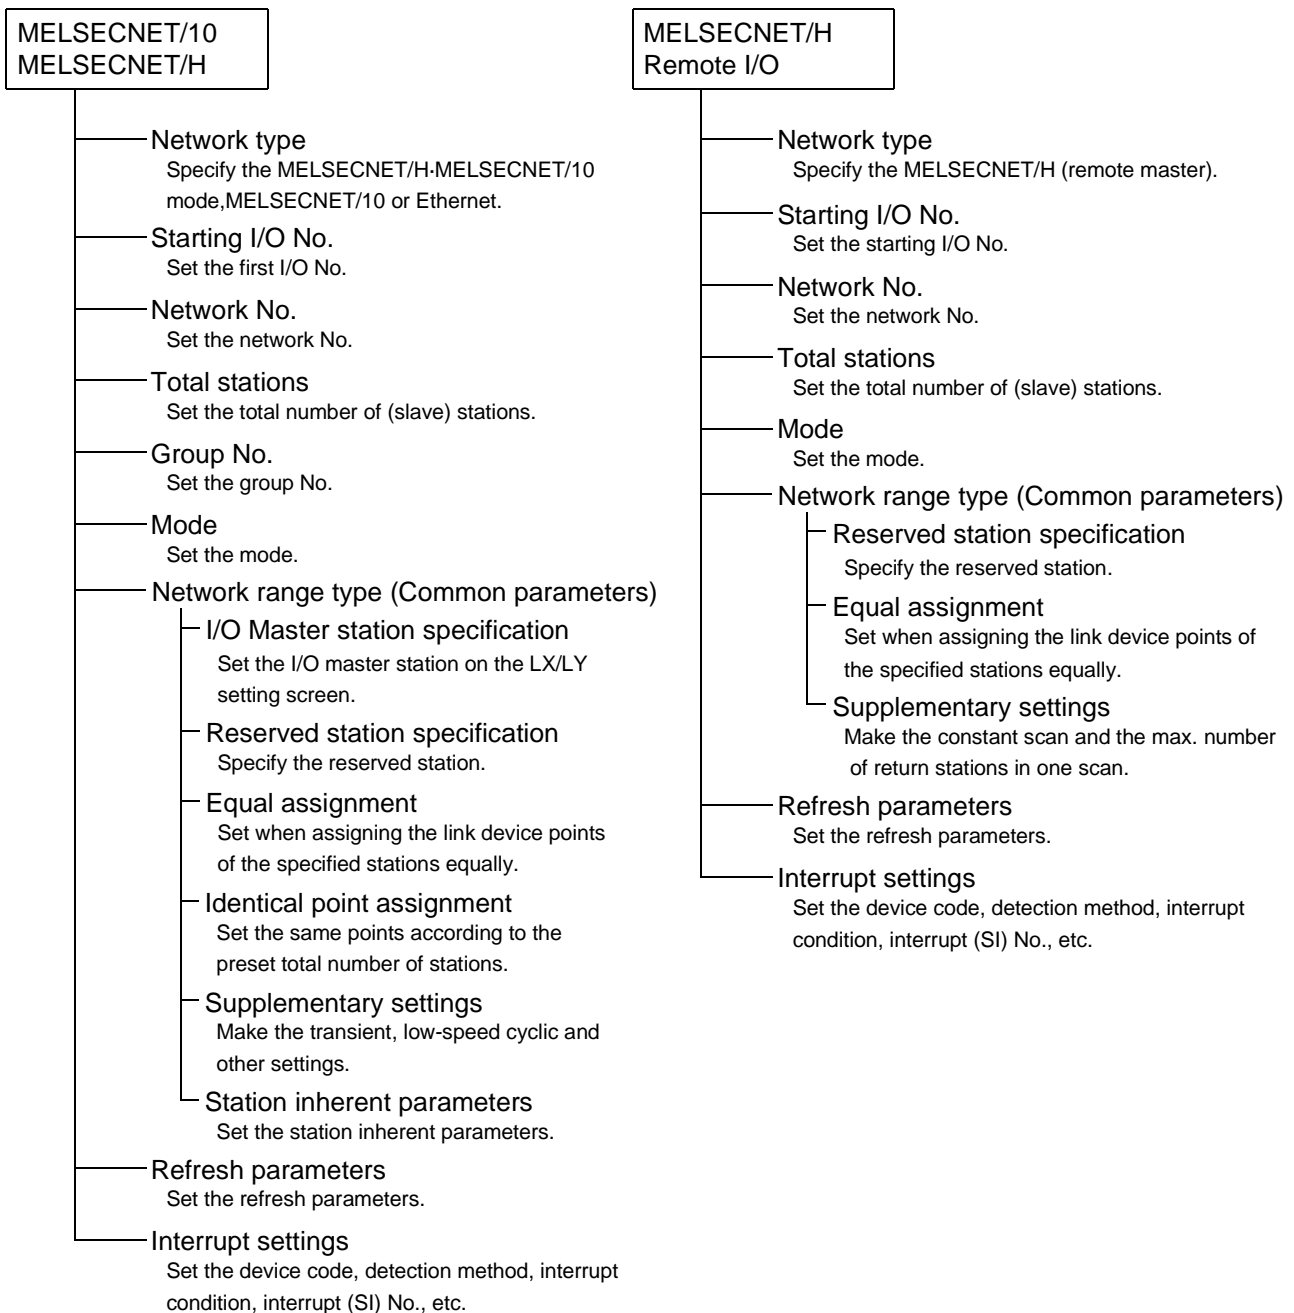 MELSECNET/10
MELSECNET/H
Network type
Specify the MELSECNET/H·MELSECNET/10
mode,MELSECNET/10 or Ethernet.
Starting I/O No.
Set the first I/O No.
Network No.
Set the network No.
Total stations
Set the total number of (slave) stations.
Group No.
Set the group No.
Mode
Set the mode.
Network range type (Common parameters)
I/O Master station specification
Set the I/O master station on the LX/LY
setting screen.
Reserved station specification
Specify the reserved station.
Equal assignment
Set when assigning the link device points
of the specified stations equally.
Identical point assignment
Set the same points according to the
preset total number of stations.
Supplementary settings
Make the transient, low-speed cyclic and
other settings.
Station inherent parameters
Set the station inherent parameters.
Refresh parameters
Set the refresh parameters.
Interrupt settings
Set the device code, detection method, interrupt
condition, interrupt (SI) No., etc.
MELSECNET/H
Remote I/O
Network type
Specify the MELSECNET/H (remote master).
Starting I/O No.
Set the starting I/O No.
Network No.
Set the network No.
Total stations
Set the total number of (slave) stations.
Mode
Set the mode.
Network range type (Common parameters)
Reserved station specification
Specify the reserved station.
Equal assignment
Set when assigning the link device points of
the specified stations equally.
Supplementary settings
Make the constant scan and the max. number
of return stations in one scan.
Refresh parameters
Set the refresh parameters.
Interrupt settings
Set the device code, detection method, interrupt
condition, interrupt (SI) No., etc.